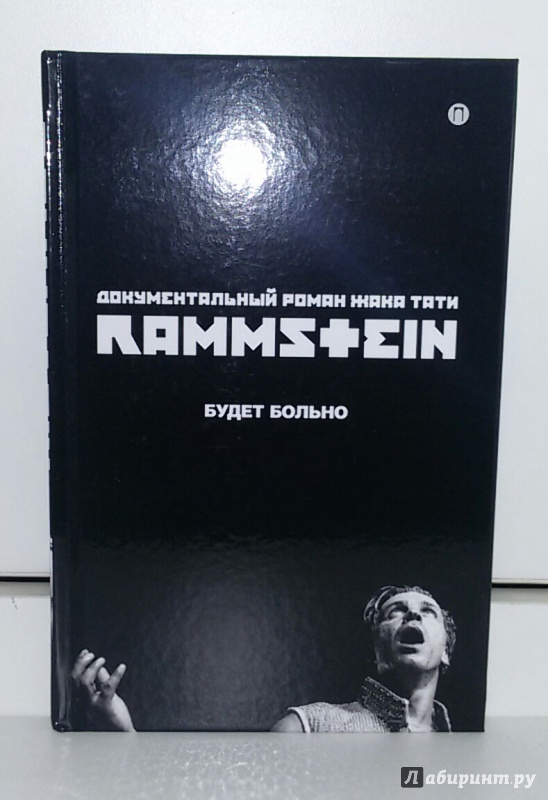 П
ДОКУМЕНТАЛЬНЫЙ РОМАН ЖАКА ТАТИ
RAMMSTEIN
БУДЕТ БОЛЬНО
Лабиринт.ру